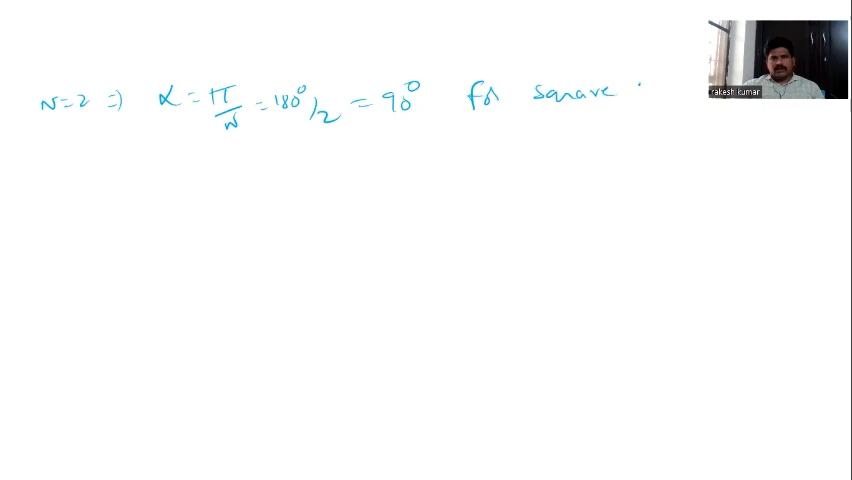 N=2 ⇒ α = π/N = 180°/2 = 90° for square.
rakesh kumar